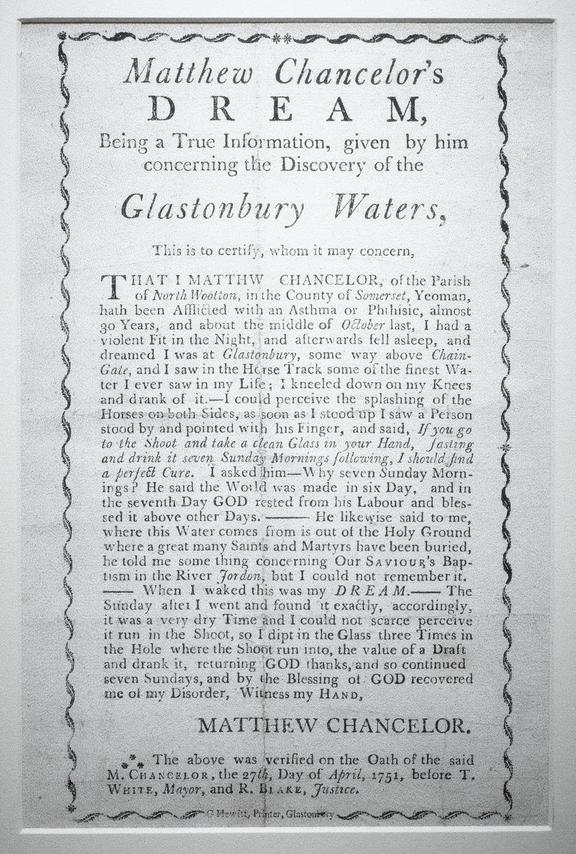 Matthew Chancelor's
DREAM,
Being a True Information, given by him
concerning the Discovery of the
Glastonbury Waters,
This is to certify, whom it may concern,
THAT I MATTHW CHANCELOR, of the Parish
of North Wootton, in the County of Somerset, Yeoman,
hath been Afflicted with an Asthma or Phthisic, almost
30 Years, and about the middle of October last, I had a
violent Fit in the Night, and afterwards fell asleep, and
dreamed I was at Glastonbury, some way above Chain-
Gate, and I saw in the Horse Track some of the finest Wa-
ter I ever saw in my Life; I kneeled down on my Knees
and drank of it.—I could perceive the splashing of the
Horses on both Sides, as soon as I stood up I saw a Person
stood by and pointed with his Finger, and said, If you go
to the Shoot and take a clean Glass in your Hand, fasting
and drink it seven Sunday Mornings following, I should find
a perfect Cure. I asked him—Why seven Sunday Morn-
ings? He said the World was made in six Day, and in
the seventh Day GOD rested from his Labour and bles-
sed it above other Days.—— He likewise said to me,
where this Water comes from is out of the Holy Ground
where a great many Saints and Martyrs have been buried,
he told me some thing concerning Our SAVIOUR's Bap-
tism in the River Jordon, but I could not remember it.
—— When I waked this was my DREAM.—— The
Sunday after I went and found it exactly, accordingly,
it was a very dry Time and I could not scarce perceive
it run in the Shoot, so I dipt in the Glass three Times in
the Hole where the Shoot run into, the value of a Draft
and drank it, returning GOD thanks, and so continued
seven Sundays, and by the Blessing of GOD recovered
me of my Disorder, Witness my HAND,
MATTHEW CHANCELOR.
⁂ The above was verified on the Oath of the said
M. CHANCELOR, the 27th, Day of April, 1751, before T.
WHITE, Mayor, and R. BLAKE, Justice.
G Hewitt, Printer, Glastonbury